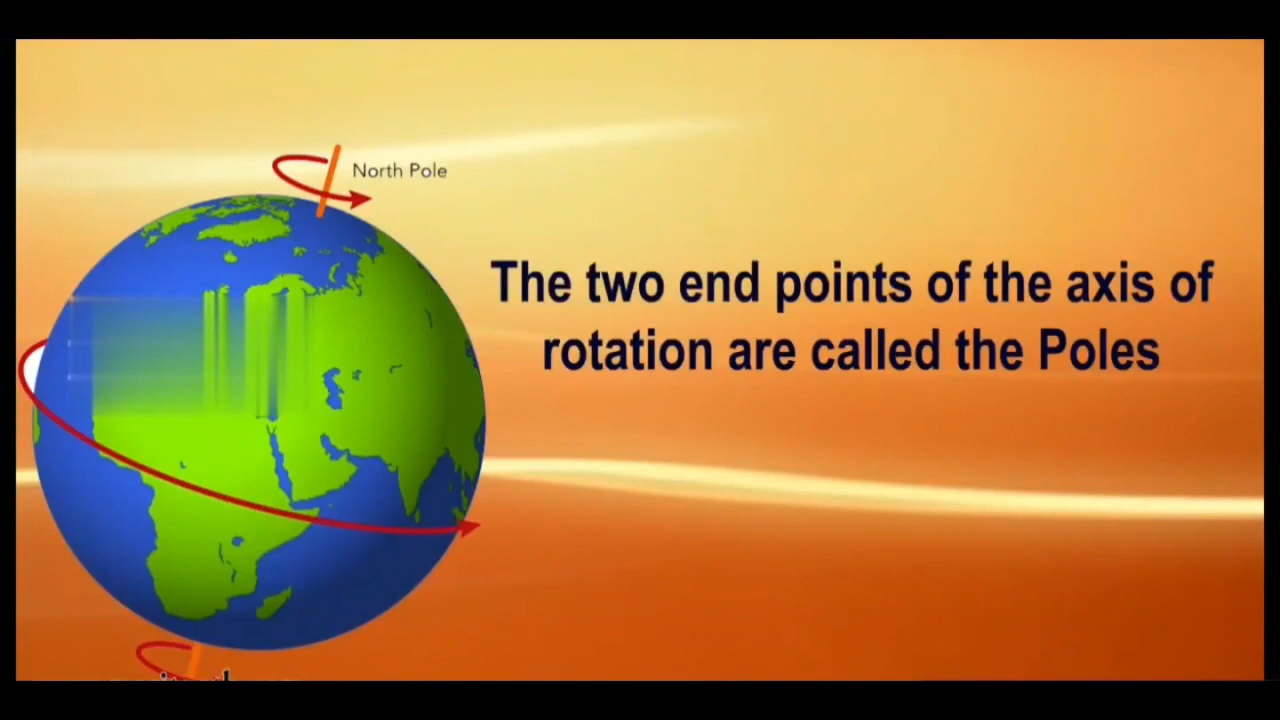 North Pole
The two end points of the axis of
rotation are called the Poles